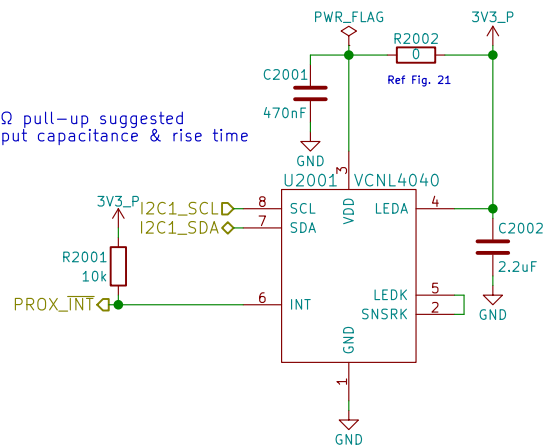 PWR_FLAG
R2002
0
3V3_P
Ref Fig. 21
C2001
470nF
GND
Ω pull-up suggested
put capacitance & rise time
U2001
VCNL4040
3
VDD
I2C1_SCL
8
SCL
LEDA
4
I2C1_SDA
7
SDA
3V3_P
R2001
10k
C2002
2.2uF
GND
PROX_INT
6
INT
LEDK
5
SNSRK
2
GND
1
GND